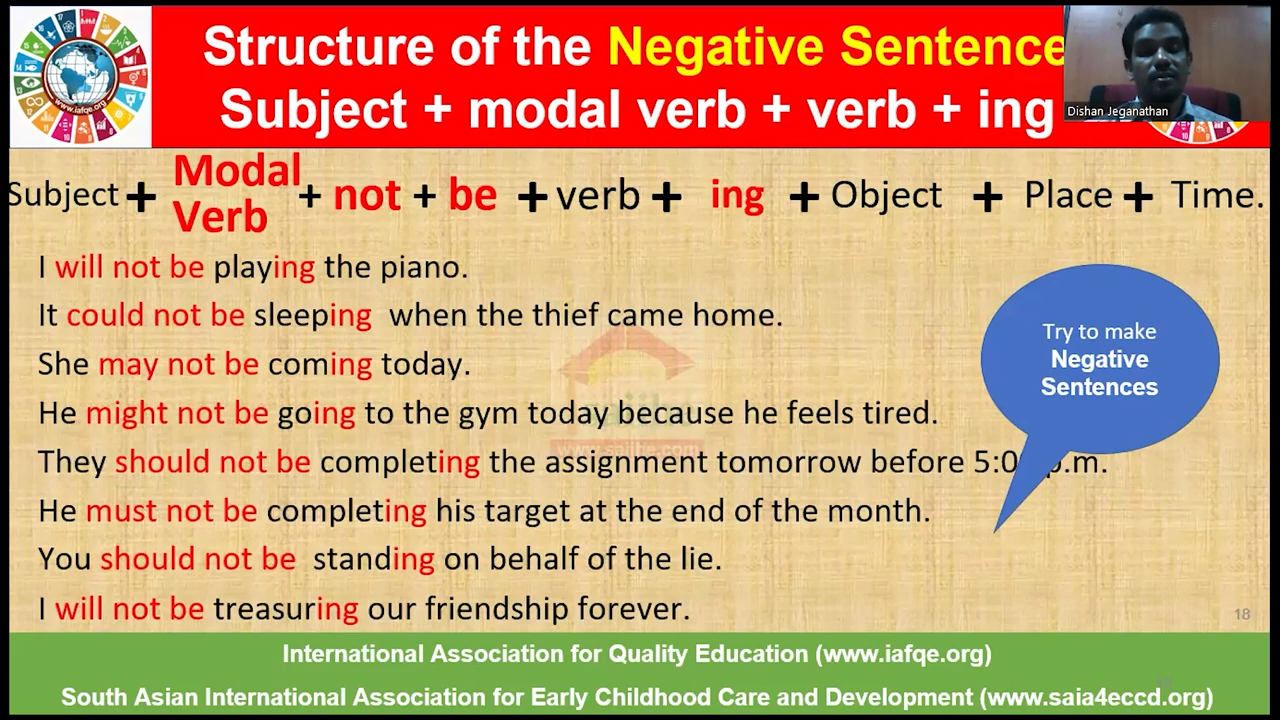 Structure of the Negative Sentence
Subject + modal verb + verb + ing
Dishan Jeganathan
www.iafqe.org
Subject + Modal Verb + not + be + verb + ing + Object + Place + Time.
I will not be playing the piano.
It could not be sleeping when the thief came home.
She may not be coming today.
He might not be going to the gym today because he feels tired.
They should not be completing the assignment tomorrow before p.m.
He must not be completing his target at the end of the month.
You should not be standing on behalf of the lie.
I will not be treasuring our friendship forever.
Try to make
Negative
Sentences
18
International Association for Quality Education (www.iafqe.org)
South Asian International Association for Early Childhood Care and Development (www.saia4eccd.org)